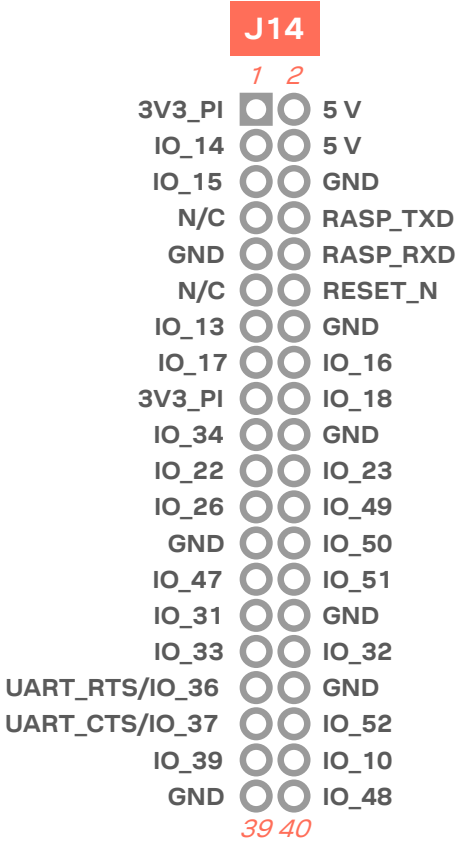 J14
1 2
3V3_PI 5 V
IO_14 5 V
IO_15 GND
N/C RASP_TXD
GND RASP_RXD
N/C RESET_N
IO_13 GND
IO_17 IO_16
3V3_PI IO_18
IO_34 GND
IO_22 IO_23
IO_26 IO_49
GND IO_50
IO_47 IO_51
IO_31 GND
IO_33 IO_32
UART_RTS/IO_36 GND
UART_CTS/IO_37 IO_52
IO_39 IO_10
GND IO_48
39 40